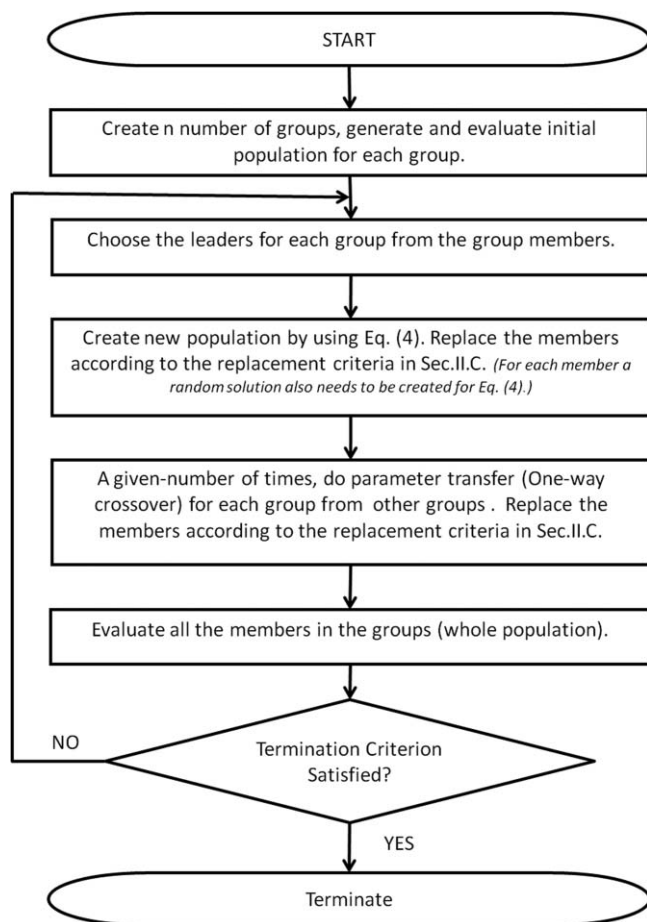 START
Create n number of groups, generate and evaluate initial
population for each group.
Choose the leaders for each group from the group members.
Create new population by using Eq. (4). Replace the members
according to the replacement criteria in Sec.II.C. (For each member a
random solution also needs to be created for Eq. (4).)
A given-number of times, do parameter transfer (One-way
crossover) for each group from other groups . Replace the
members according to the replacement criteria in Sec.II.C.
Evaluate all the members in the groups (whole population).
NO
Termination Criterion
Satisfied?
YES
Terminate